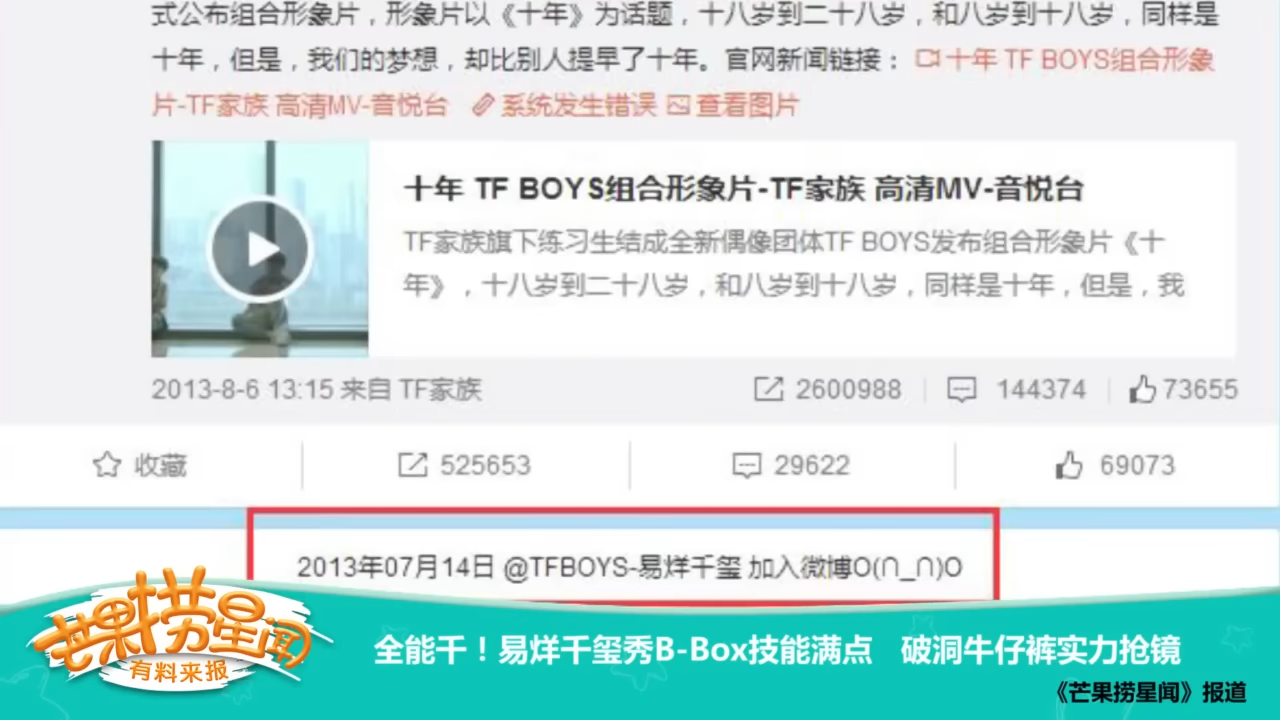 式公布组合形象片，形象片以《十年》为话题，十八岁到二十八岁，和八岁到十八岁，同样是
十年，但是，我们的梦想，却比别人提早了十年。官网新闻链接： 十年 TF BOYS组合形象
片-TF家族 高清MV-音悦台 系统发生错误 查看图片
十年 TF BOYS组合形象片-TF家族 高清MV-音悦台
TF家族旗下练习生结成全新偶像团体TF BOYS发布组合形象片《十
年》，十八岁到二十八岁，和八岁到十八岁，同样是十年，但是，我
2013-8-6 13:15 来自 TF家族 2600988 144374 73655
收藏 525653 29622 69073
2013年07月14日 @TFBOYS-易烊千玺 加入微博O(∩_∩)O
芒果捞星闻
有料来报
全能千！易烊千玺秀B-Box技能满点 破洞牛仔裤实力抢镜
《芒果捞星闻》报道